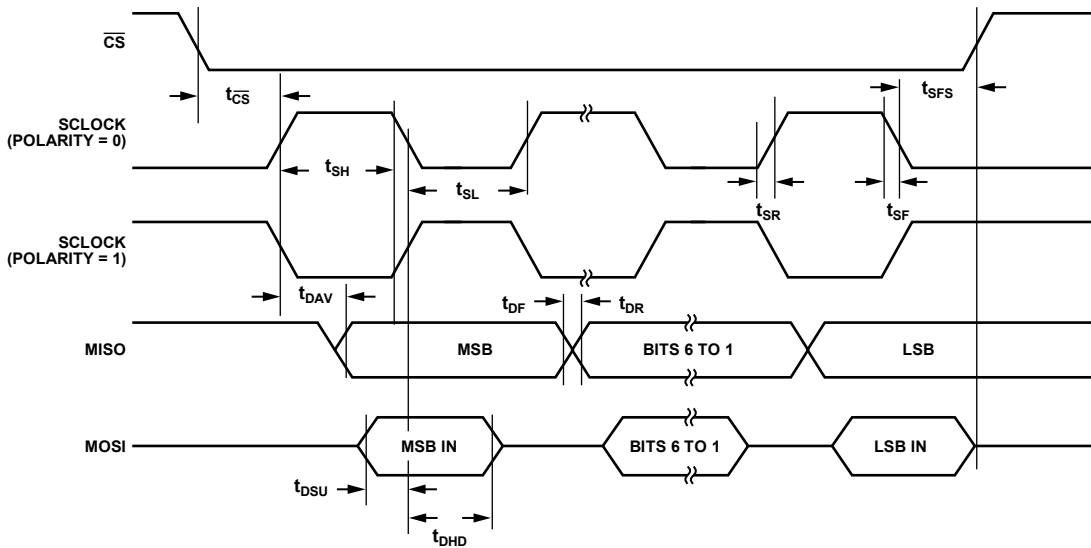 CS
tCS
tSFS
SCLOCK
(POLARITY = 0)
tSH
tSL
tSR
tSF
SCLOCK
(POLARITY = 1)
tDAV
tDF
tDR
MISO
MSB
BITS 6 TO 1
LSB
MOSI
MSB IN
BITS 6 TO 1
LSB IN
tDSU
tDHD